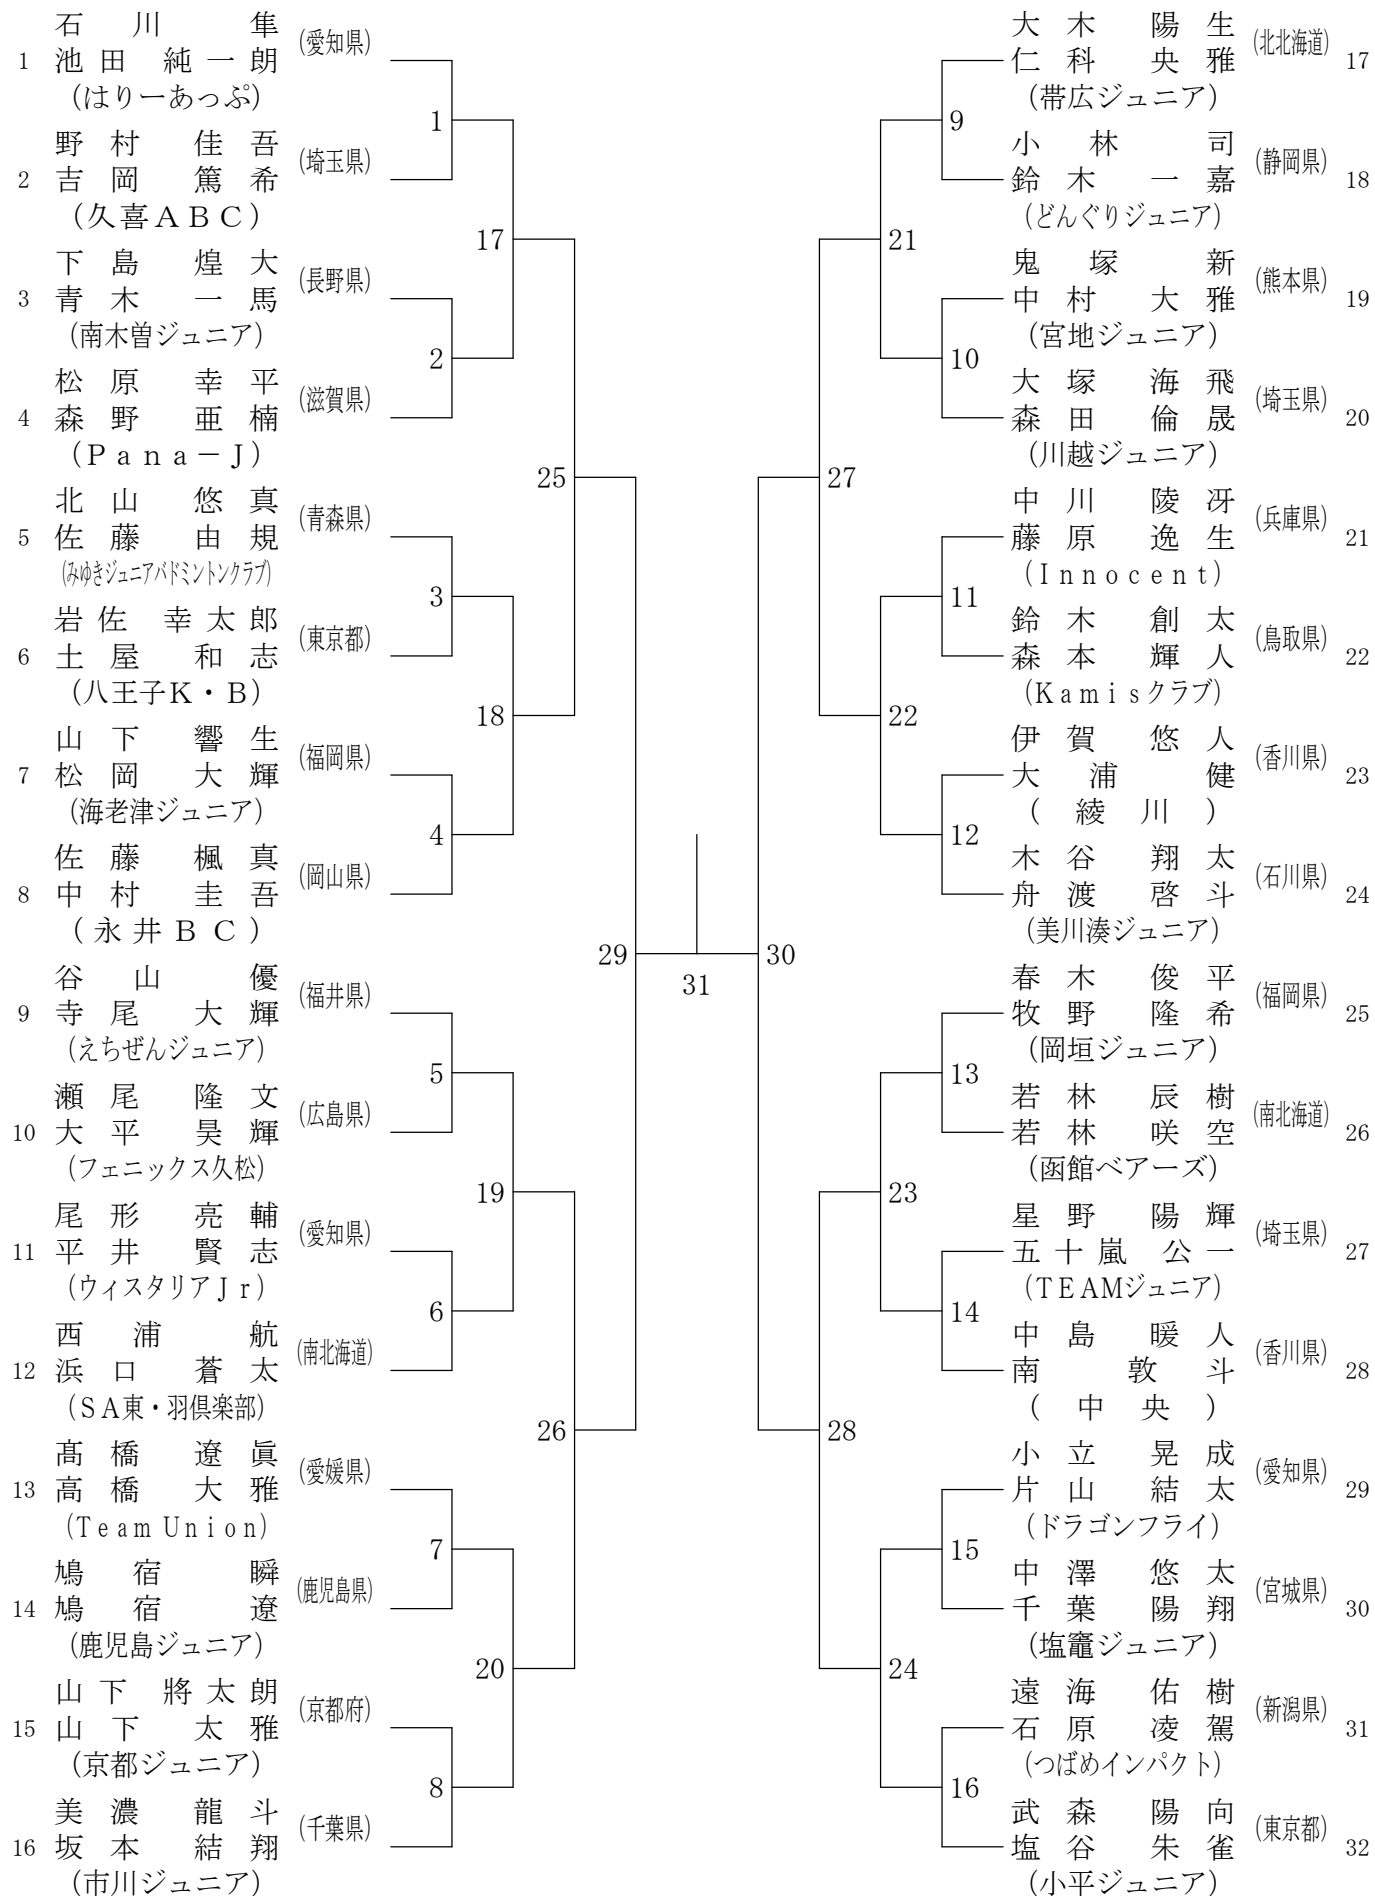 石川 隼
(愛知県)
1 池田 純一朗
(はりーあっぷ)
1
野村 佳吾
(埼玉県)
2 吉岡 篤希
(久喜ABC)
17
下島 煌大
(長野県)
3 青木 一馬
(南木曽ジュニア)
2
松原 幸平
(滋賀県)
4 森野 亜楠
(Pana-J)
25
北山 悠真
(青森県)
5 佐藤 由規
(みゆきジュニアバドミントンクラブ)
3
岩佐 幸太郎
(東京都)
6 土屋 和志
(八王子K・B)
18
山下 響生
(福岡県)
7 松岡 大輝
(海老津ジュニア)
4
佐藤 楓真
(岡山県)
8 中村 圭吾
(永井BC)
29
谷山 優
(福井県)
9 寺尾 大輝
(えちぜんジュニア)
5
瀬尾 隆文
(広島県)
10 大平 昊輝
(フェニックス久松)
19
尾形 亮輔
(愛知県)
11 平井 賢志
(ウィスタリアJr)
6
西浦 航
(南北海道)
12 浜口 蒼太
(SA東・羽倶楽部)
26
髙橋 遼眞
(愛媛県)
13 高橋 大雅
(Team Union)
7
鳩宿 瞬
(鹿児島県)
14 鳩宿 遼
(鹿児島ジュニア)
20
山下 將太朗
(京都府)
15 山下 太雅
(京都ジュニア)
8
美濃 龍斗
(千葉県)
16 坂本 結翔
(市川ジュニア)
31
大木 陽生
(北北海道)
仁科 央雅 17
(帯広ジュニア)
9
小林 司
(静岡県)
鈴木 一嘉 18
(どんぐりジュニア)
21
鬼塚 新
(熊本県)
中村 大雅 19
(宮地ジュニア)
10
大塚 海飛
(埼玉県)
森田 倫晟 20
(川越ジュニア)
27
中川 陵冴
(兵庫県)
藤原 逸生 21
(Innocent)
11
鈴木 創太
(鳥取県)
森本 輝人 22
(Kamisクラブ)
22
伊賀 悠人
(香川県)
大浦 健 23
(綾川)
12
木谷 翔太
(石川県)
舟渡 啓斗 24
(美川湊ジュニア)
30
春木 俊平
(福岡県)
牧野 隆希 25
(岡垣ジュニア)
13
若林 辰樹
(南北海道)
若林 咲空 26
(函館ベアーズ)
23
星野 陽輝
(埼玉県)
五十嵐 公一 27
(TEAMジュニア)
14
中島 暖人
(香川県)
南 敦斗 28
(中央)
28
小立 晃成
(愛知県)
片山 結太 29
(ドラゴンフライ)
15
中澤 悠太
(宮城県)
千葉 陽翔 30
(塩竈ジュニア)
24
遠海 佑樹
(新潟県)
石原 凌駕 31
(つばめインパクト)
16
武森 陽向
(東京都)
塩谷 朱雀 32
(小平ジュニア)